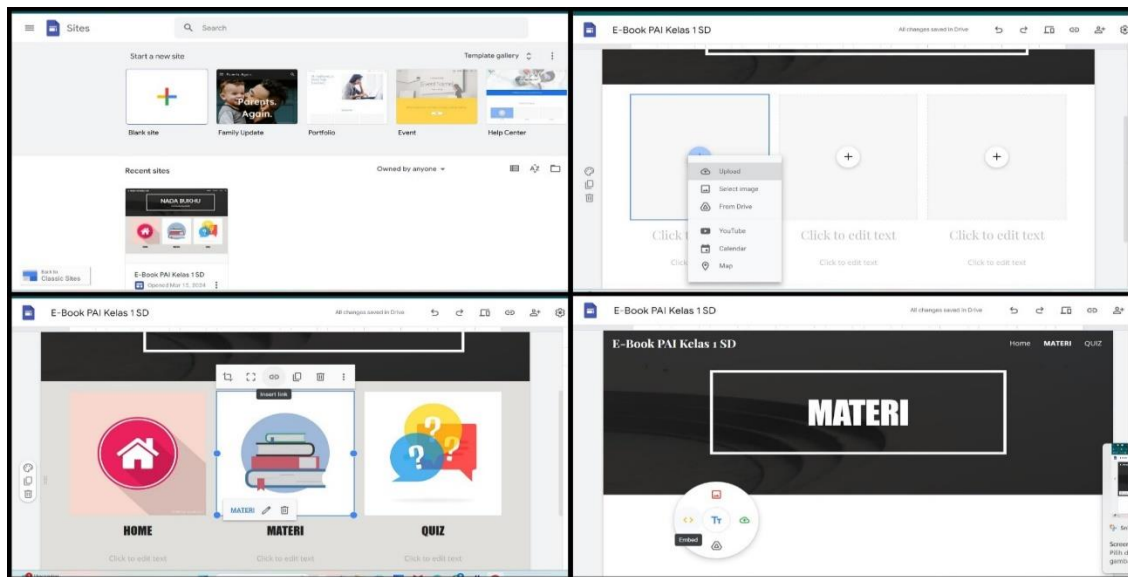 Sites
Search
Start a new site
Template gallery
Parents.
Again.
Blank site
Family Update
Portfolio
Event
Help Center
Recent sites
Owned by anyone
NADA BUKHU
E-Book PAI Kelas 1 SD
Opened Mar 15, 2024
Back to
Classic Sites
E-Book PAI Kelas 1 SD
All changes saved in Drive
Upload
Select image
From Drive
YouTube
Calendar
Map
Click to edit text
Click to edit text
Click to edit text
Click to edit text
E-Book PAI Kelas 1 SD
All changes saved in Drive
Insert link
MATERI
HOME
MATERI
QUIZ
Click to edit text
Click to edit text
Click to edit text
E-Book PAI Kelas 1 SD
All changes saved in Drive
E-Book PAI Kelas 1 SD
Home MATERI QUIZ
MATERI
Tт
Embed